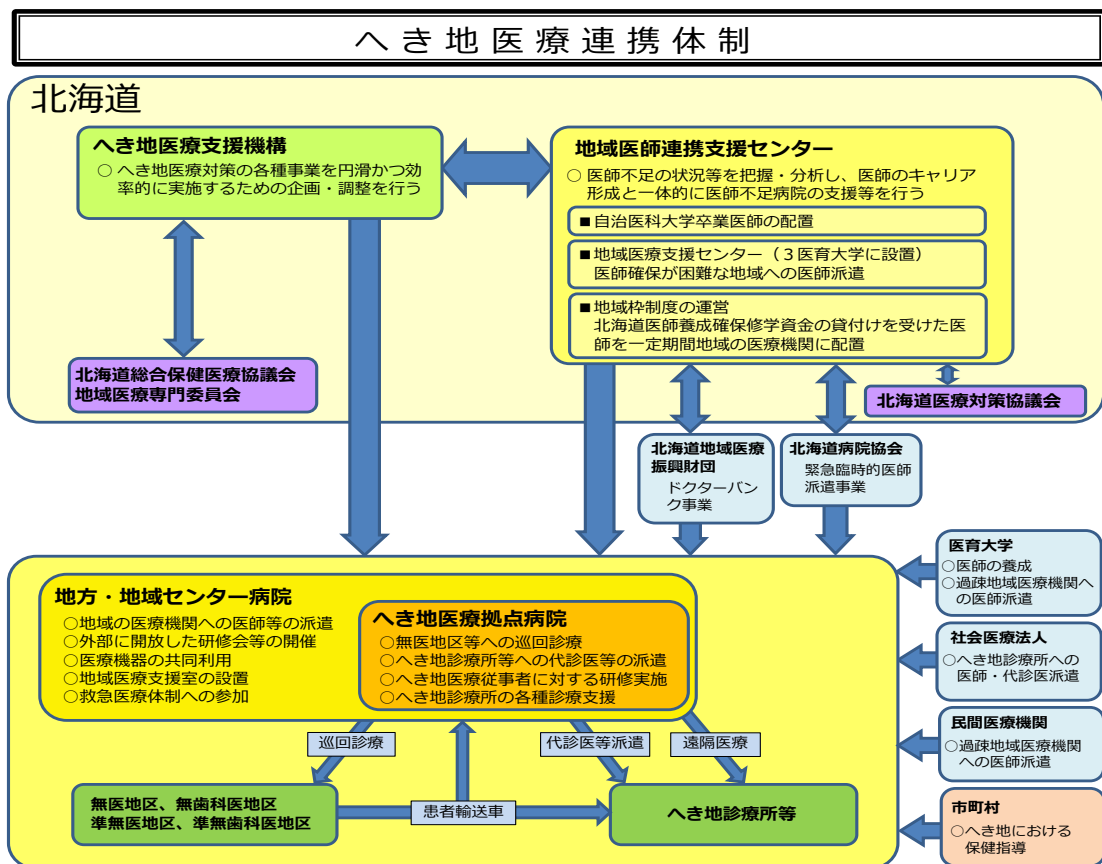 へき地医療連携体制
北海道
へき地医療支援機構
○ へき地医療対策の各種事業を円滑かつ効
率的に実施するための企画・調整を行う
地域医師連携支援センター
○ 医師不足の状況等を把握・分析し、医師のキャリア
形成と一体的に医師不足病院の支援等を行う
■自治医科大学卒業医師の配置
■地域医療支援センター（３医育大学に設置）
医師確保が困難な地域への医師派遣
■地域枠制度の運営
北海道医師養成確保修学資金の貸付けを受けた医
師を一定期間地域の医療機関に配置
北海道総合保健医療協議会
地域医療専門委員会
北海道医療対策協議会
北海道地域医療
振興財団
ドクターバン
ク事業
北海道病院協会
緊急臨時的医師
派遣事業
地方・地域センター病院
○地域の医療機関への医師等の派遣
○外部に開放した研修会等の開催
○医療機器の共同利用
○地域医療支援室の設置
○救急医療体制への参加
へき地医療拠点病院
○無医地区等への巡回診療
○へき地診療所等への代診医等の派遣
○へき地医療従事者に対する研修実施
○へき地診療所の各種診療支援
巡回診療
代診医等派遣
遠隔医療
無医地区、無歯科医地区
準無医地区、準無歯科医地区
患者輸送車
へき地診療所等
医育大学
○医師の養成
○過疎地域医療機関へ
の医師派遣
社会医療法人
○へき地診療所への
医師・代診医派遣
民間医療機関
○過疎地域医療機関
への医師派遣
市町村
○へき地における
保健指導